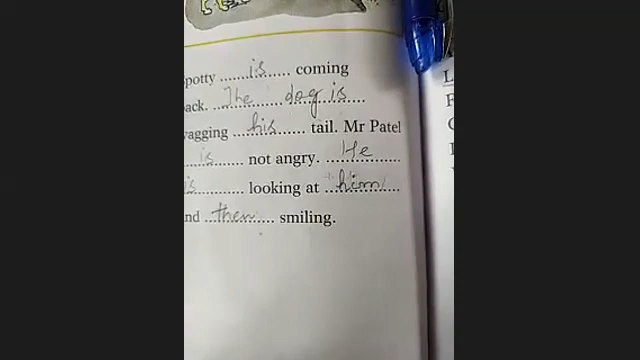 potty ......is...... coming
back. The dog is
wagging ......his...... tail. Mr Patel
......is...... not angry. He
is ...... looking at him
and ......then...... smiling.